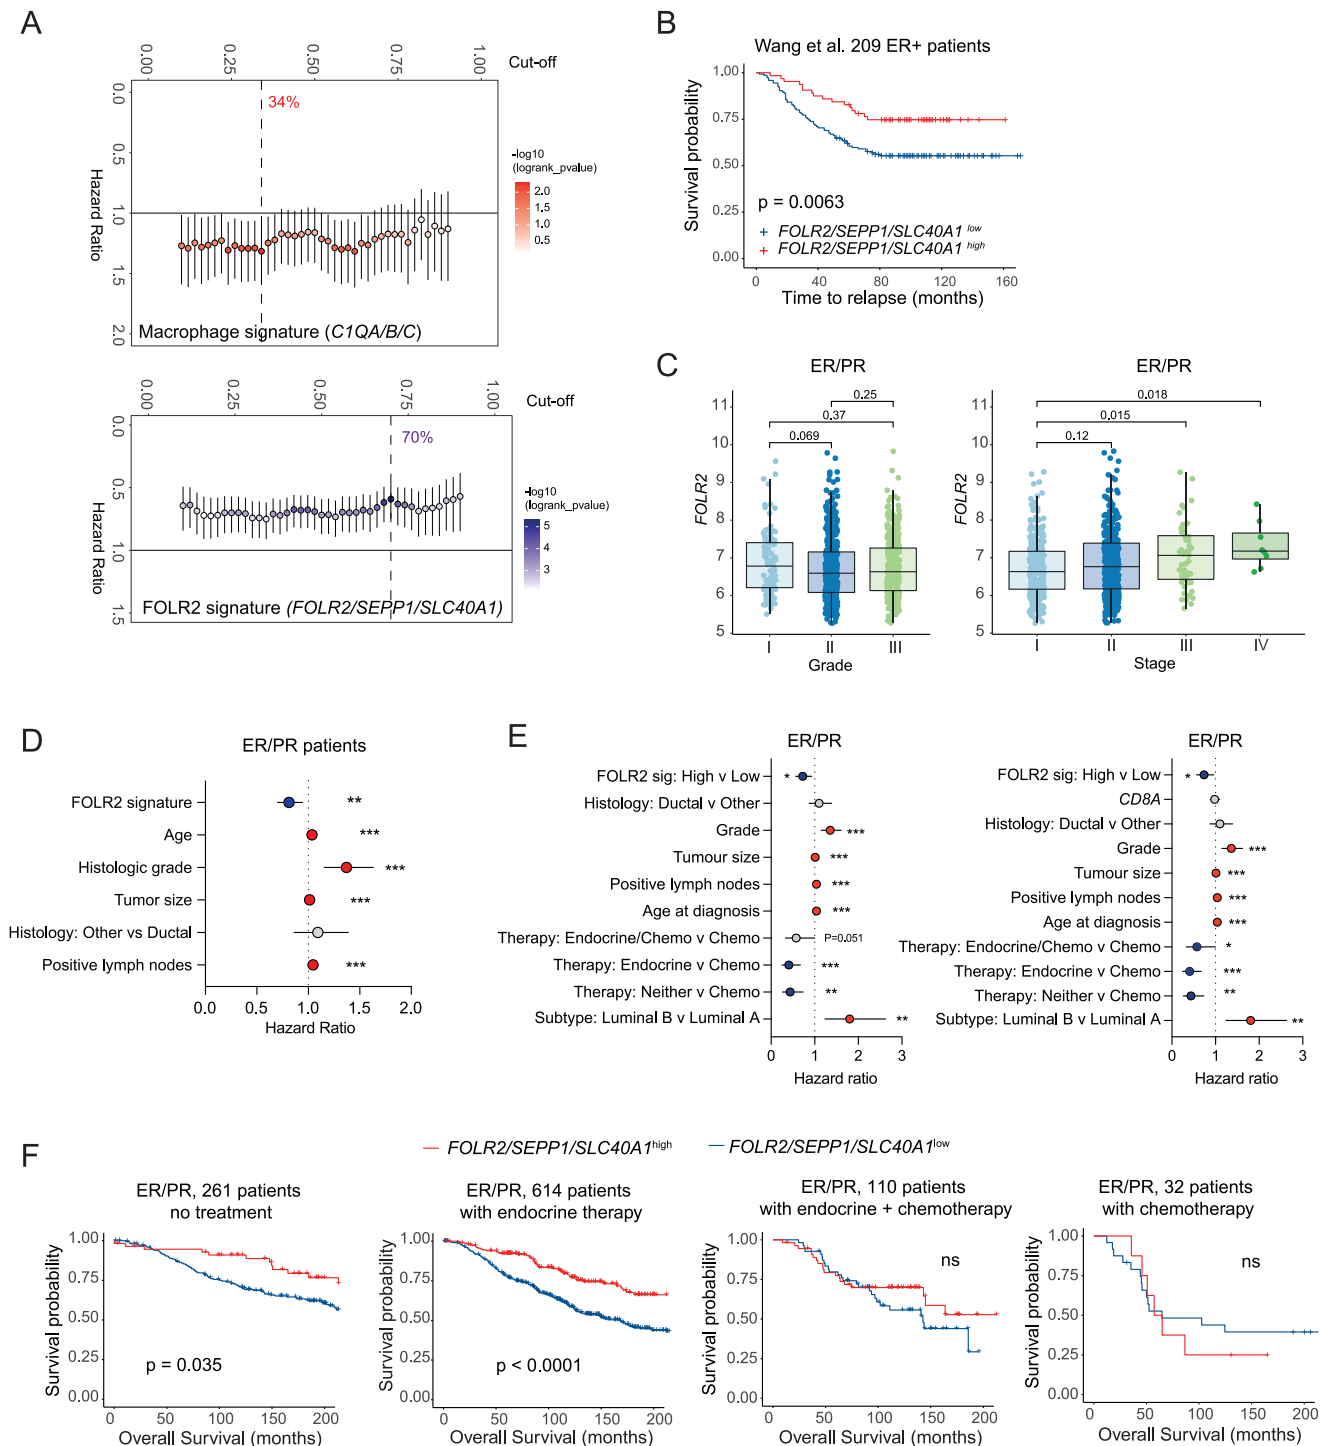 A
0.00
0.25
0.50
0.75
1.00
Cut-off
0.0
0.5
1.0
1.5
2.0
Hazard Ratio
34%
-log10
(logrank_pvalue)
2.0
1.5
1.0
0.5
Macrophage signature (C1QA/B/C)
0.00
0.25
0.50
0.75
1.00
Cut-off
0.0
0.5
1.0
1.5
Hazard Ratio
70%
-log10
(logrank_pvalue)
5
4
3
FOLR2 signature (FOLR2/SEPP1/SLC40A1)
B
Wang et al. 209 ER+ patients
Survival probability
1.00
0.75
0.50
0.25
0.00
p = 0.0063
FOLR2/SEPP1/SLC40A1 low
FOLR2/SEPP1/SLC40A1 high
0 40 80 120 160
Time to relapse (months)
C
ER/PR
FOLR2
11
10
9
8
7
6
5
0.25
0.37
0.069
I II III
Grade
ER/PR
FOLR2
11
10
9
8
7
6
5
0.018
0.015
0.12
I II III IV
Stage
D
ER/PR patients
FOLR2 signature **
Age ***
Histologic grade ***
Tumor size ***
Histology: Other vs Ductal
Positive lymph nodes ***
0.0 0.5 1.0 1.5 2.0
Hazard Ratio
E
ER/PR
FOLR2 sig: High v Low *
Histology: Ductal v Other
Grade ***
Tumour size ***
Positive lymph nodes ***
Age at diagnosis ***
Therapy: Endocrine/Chemo v Chemo P=0.051
Therapy: Endocrine v Chemo ***
Therapy: Neither v Chemo **
Subtype: Luminal B v Luminal A **
0 1 2 3
Hazard ratio
ER/PR
FOLR2 sig: High v Low *
CD8A
Histology: Ductal v Other
Grade ***
Tumour size ***
Positive lymph nodes ***
Age at diagnosis ***
Therapy: Endocrine/Chemo v Chemo *
Therapy: Endocrine v Chemo ***
Therapy: Neither v Chemo **
Subtype: Luminal B v Luminal A **
0 1 2 3
Hazard ratio
F
FOLR2/SEPP1/SLC40A1high
FOLR2/SEPP1/SLC40A1low
ER/PR, 261 patients
no treatment
Survival probability
1.00
0.75
0.50
0.25
0.00
p = 0.035
0 50 100 150 200
Overall Survival (months)
ER/PR, 614 patients
with endocrine therapy
Survival probability
1.00
0.75
0.50
0.25
0.00
p < 0.0001
0 50 100 150 200
Overall Survival (months)
ER/PR, 110 patients
with endocrine + chemotherapy
Survival probability
1.00
0.75
0.50
0.25
0.00
ns
0 50 100 150 200
Overall Survival (months)
ER/PR, 32 patients
with chemotherapy
Survival probability
1.00
0.75
0.50
0.25
0.00
ns
0 50 100 150 200
Overall Survival (months)